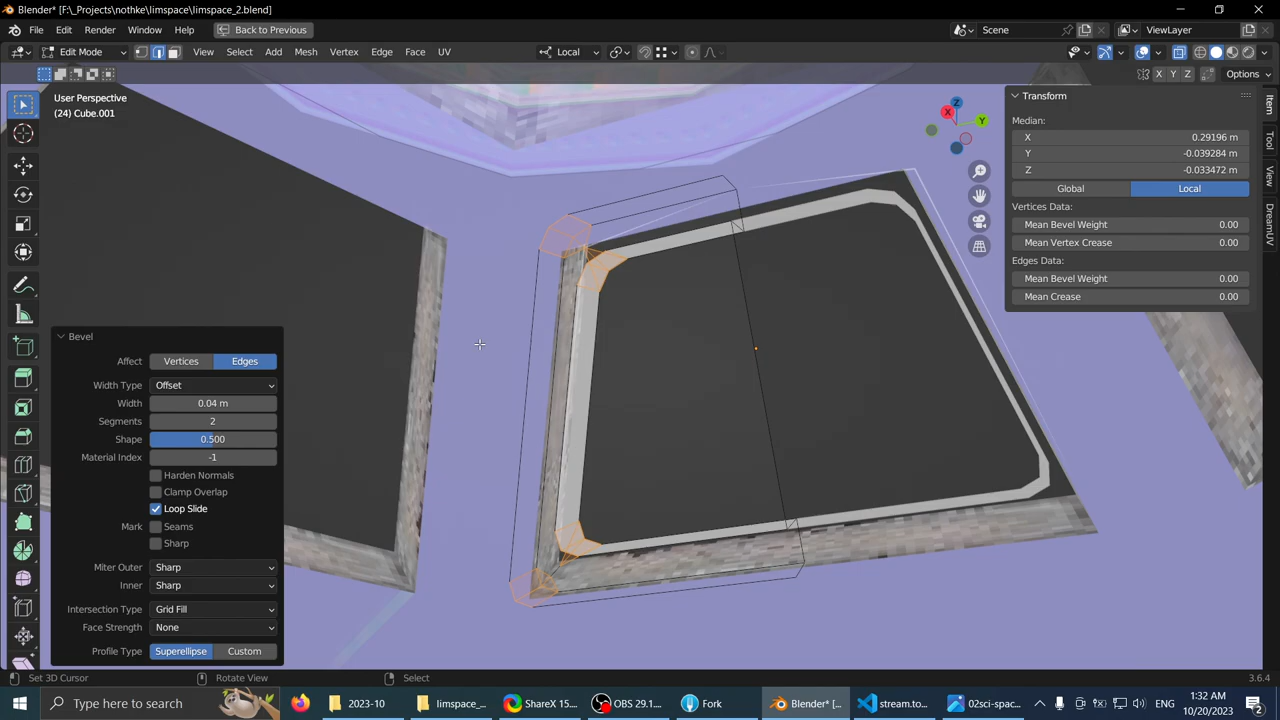 Blender* [F:\_Projects\nothke\limspace\limspace_2.blend]
File Edit Render Window Help Back to Previous Scene ViewLayer
Edit Mode View Select Add Mesh Vertex Edge Face UV Local
X Y Z Options
User Perspective
(24) Cube.001
Transform
Median:
X 0.29196 m
Y -0.039284 m
Z -0.033472 m
Global Local
Vertices Data:
Mean Bevel Weight 0.00
Mean Vertex Crease 0.00
Edges Data:
Mean Bevel Weight 0.00
Mean Crease 0.00
Item
Tool
View
DreamUV
X
Y
Z
Bevel
Affect Vertices Edges
Width Type Offset
Width 0.04 m
Segments 2
Shape 0.500
Material Index -1
Harden Normals
Clamp Overlap
Loop Slide
Mark Seams
Sharp
Miter Outer Sharp
Inner Sharp
Intersection Type Grid Fill
Face Strength None
Profile Type Superellipse Custom
Set 3D Cursor Rotate View Select 3.6.4
Type here to search 2023-10 limspace_... ShareX 15... OBS 29.1... Fork Blender* [... stream.to... 02sci-spac... ENG 1:32 AM 10/20/2023 2